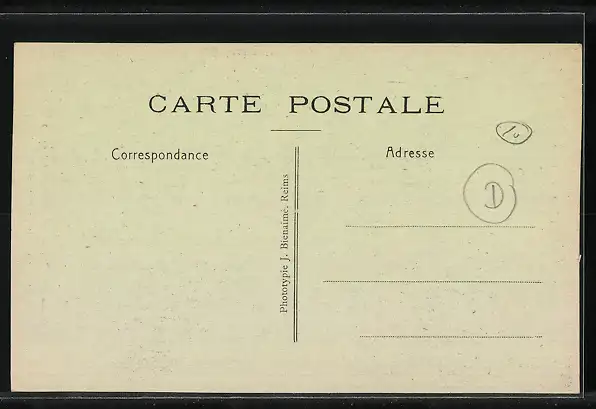 CARTE POSTALE
Correspondance
Adresse
Phototypie J. Bienaimé, Reims
D